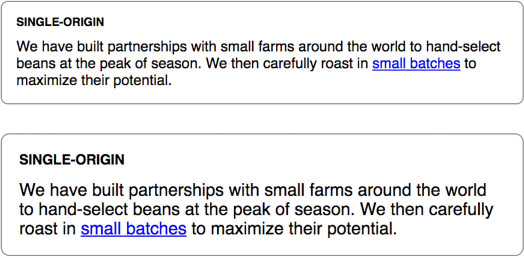 SINGLE-ORIGIN
We have built partnerships with small farms around the world to hand-select
beans at the peak of season. We then carefully roast in small batches to
maximize their potential.
SINGLE-ORIGIN
We have built partnerships with small farms around the world
to hand-select beans at the peak of season. We then carefully
roast in small batches to maximize their potential.